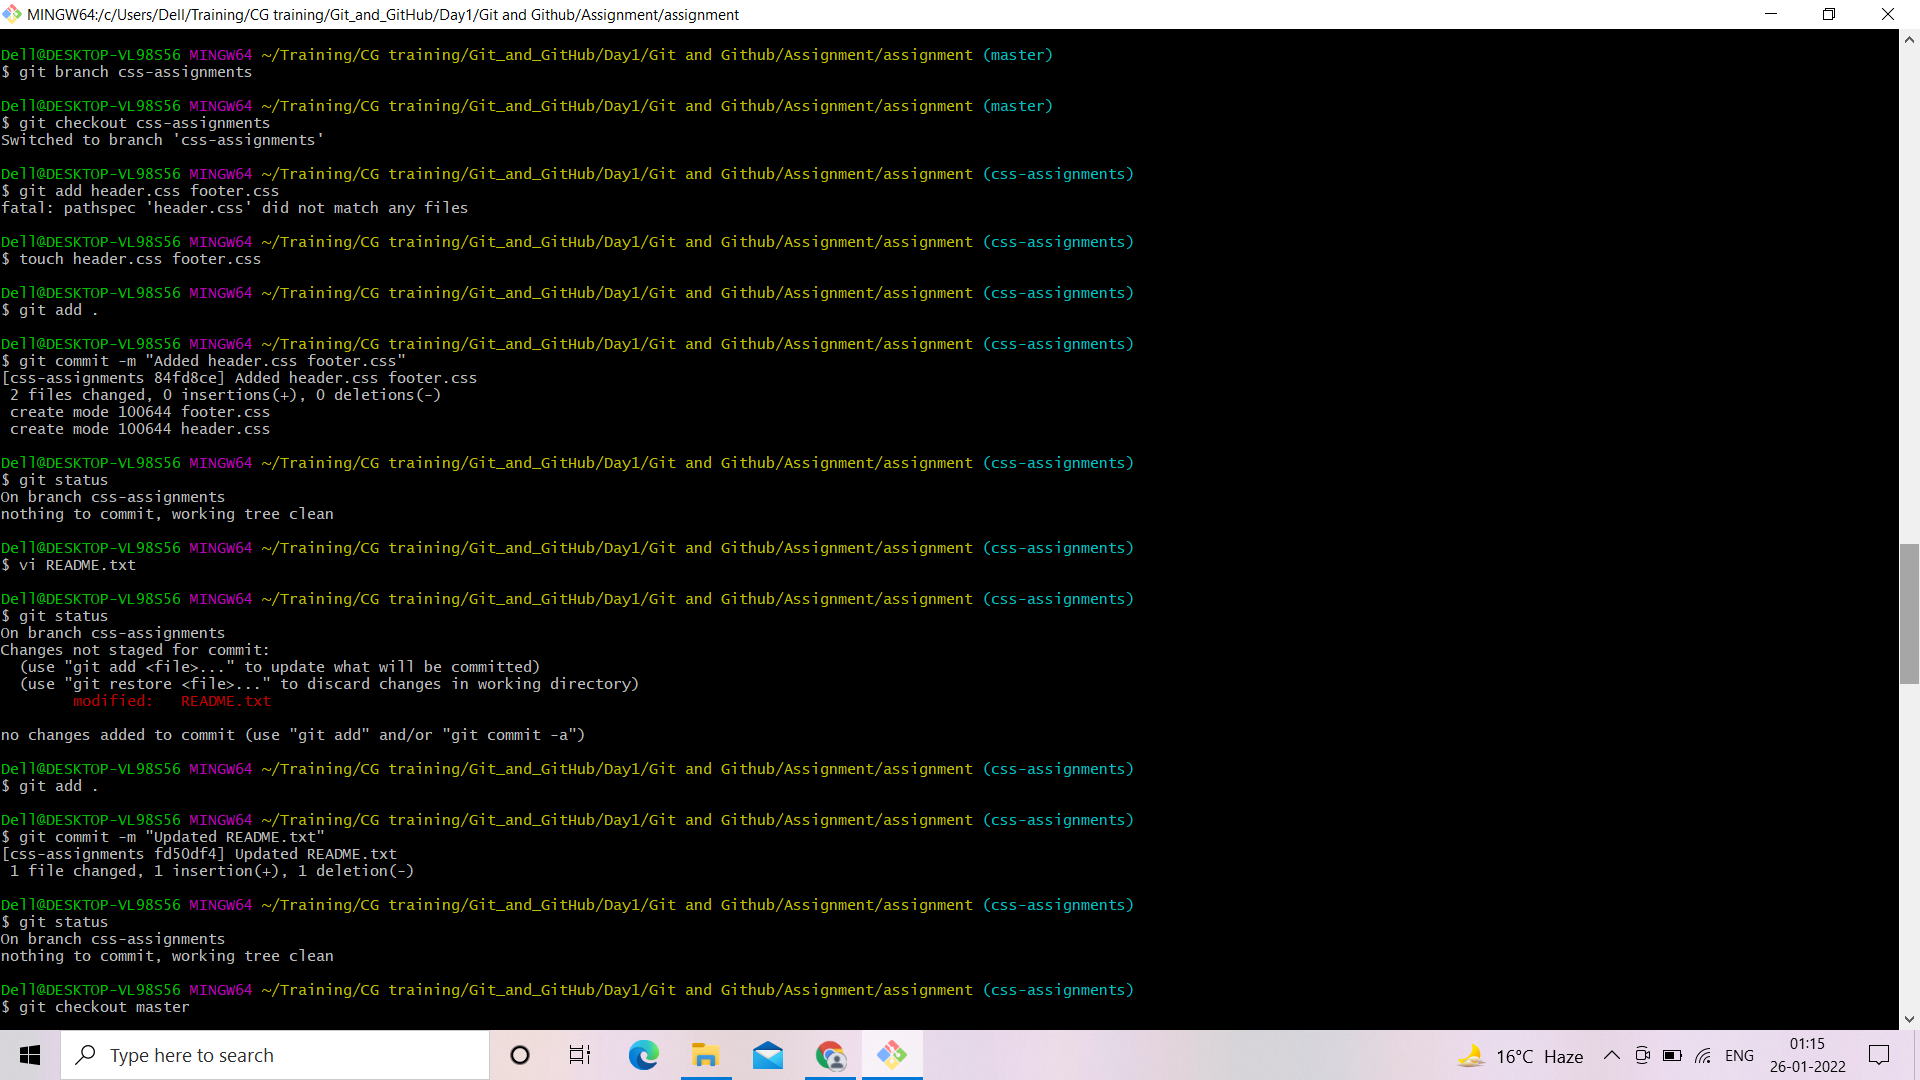 MINGW64:/c/Users/Dell/Training/CG training/Git_and_GitHub/Day1/Git and Github/Assignment/assignment
Dell@DESKTOP-VL98S56 MINGW64 ~/Training/CG training/Git_and_GitHub/Day1/Git and Github/Assignment/assignment (master)
$ git branch css-assignments
Dell@DESKTOP-VL98S56 MINGW64 ~/Training/CG training/Git_and_GitHub/Day1/Git and Github/Assignment/assignment (master)
$ git checkout css-assignments
Switched to branch 'css-assignments'
Dell@DESKTOP-VL98S56 MINGW64 ~/Training/CG training/Git_and_GitHub/Day1/Git and Github/Assignment/assignment (css-assignments)
$ git add header.css footer.css
fatal: pathspec 'header.css' did not match any files
Dell@DESKTOP-VL98S56 MINGW64 ~/Training/CG training/Git_and_GitHub/Day1/Git and Github/Assignment/assignment (css-assignments)
$ touch header.css footer.css
Dell@DESKTOP-VL98S56 MINGW64 ~/Training/CG training/Git_and_GitHub/Day1/Git and Github/Assignment/assignment (css-assignments)
$ git add .
Dell@DESKTOP-VL98S56 MINGW64 ~/Training/CG training/Git_and_GitHub/Day1/Git and Github/Assignment/assignment (css-assignments)
$ git commit -m "Added header.css footer.css"
[css-assignments 84fd8ce] Added header.css footer.css
2 files changed, 0 insertions(+), 0 deletions(-)
create mode 100644 footer.css
create mode 100644 header.css
Dell@DESKTOP-VL98S56 MINGW64 ~/Training/CG training/Git_and_GitHub/Day1/Git and Github/Assignment/assignment (css-assignments)
$ git status
On branch css-assignments
nothing to commit, working tree clean
Dell@DESKTOP-VL98S56 MINGW64 ~/Training/CG training/Git_and_GitHub/Day1/Git and Github/Assignment/assignment (css-assignments)
$ vi README.txt
Dell@DESKTOP-VL98S56 MINGW64 ~/Training/CG training/Git_and_GitHub/Day1/Git and Github/Assignment/assignment (css-assignments)
$ git status
On branch css-assignments
Changes not staged for commit:
(use "git add <file>..." to update what will be committed)
(use "git restore <file>..." to discard changes in working directory)
modified:   README.txt
no changes added to commit (use "git add" and/or "git commit -a")
Dell@DESKTOP-VL98S56 MINGW64 ~/Training/CG training/Git_and_GitHub/Day1/Git and Github/Assignment/assignment (css-assignments)
$ git add .
Dell@DESKTOP-VL98S56 MINGW64 ~/Training/CG training/Git_and_GitHub/Day1/Git and Github/Assignment/assignment (css-assignments)
$ git commit -m "Updated README.txt"
[css-assignments fd50df4] Updated README.txt
1 file changed, 1 insertion(+), 1 deletion(-)
Dell@DESKTOP-VL98S56 MINGW64 ~/Training/CG training/Git_and_GitHub/Day1/Git and Github/Assignment/assignment (css-assignments)
$ git status
On branch css-assignments
nothing to commit, working tree clean
Dell@DESKTOP-VL98S56 MINGW64 ~/Training/CG training/Git_and_GitHub/Day1/Git and Github/Assignment/assignment (css-assignments)
$ git checkout master
Type here to search
16°C Haze
ENG
01:15
26-01-2022